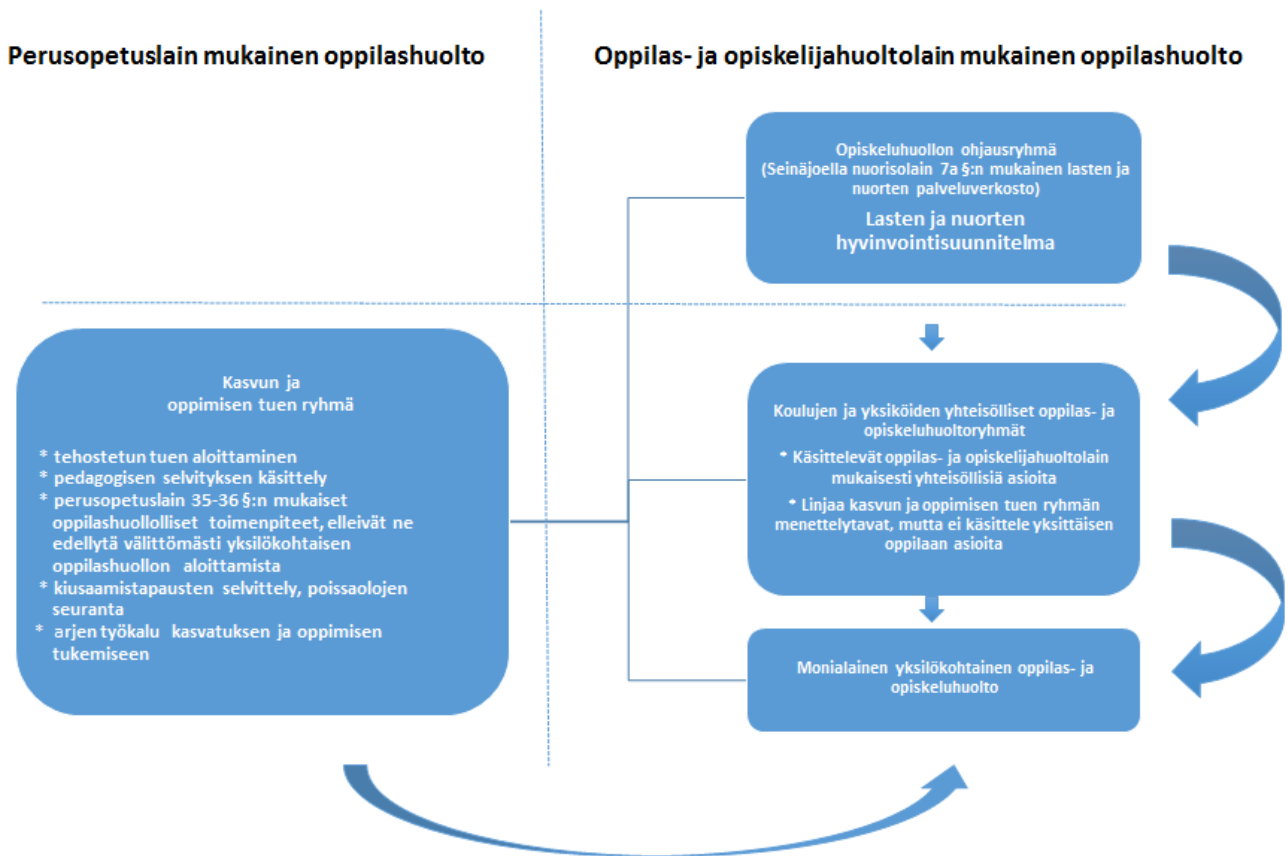 Perusopetuslain mukainen oppilashuolto
Oppilas- ja opiskelijahuoltolain mukainen oppilashuolto
Opiskeluhuollon ohjausryhmä
(Seinäjoella nuorisolain 7a §:n mukainen lasten ja
nuorten palveluverkosto)
Lasten ja nuorten
hyvinvointisuunnitelma
Kasvun ja
oppimisen tuen ryhmä
* tehostetun tuen aloittaminen
* pedagogisen selvityksen käsittely
* perusopetuslain 35-36 §:n mukaiset
oppilashuollolliset toimenpiteet, elleivät ne
edellytä välittömästi yksilökohtaisen
oppilashuollon aloittamista
* kiusaamistapausten selvittely, poissaolojen
seuranta
* arjen työkalu kasvatuksen ja oppimisen
tukemiseen
Koulujen ja yksiköiden yhteisölliset oppilas- ja
opiskeluhuoltoryhmät
* Käsittelevät oppilas- ja opiskelijahuoltolain
mukaisesti yhteisöllisiä asioita
* Linjaa kasvun ja oppimisen tuen ryhmän
menettelytavat, mutta ei käsittele yksittäisen
oppilaan asioita
Monialainen yksilökohtainen oppilas- ja
opiskeluhuolto